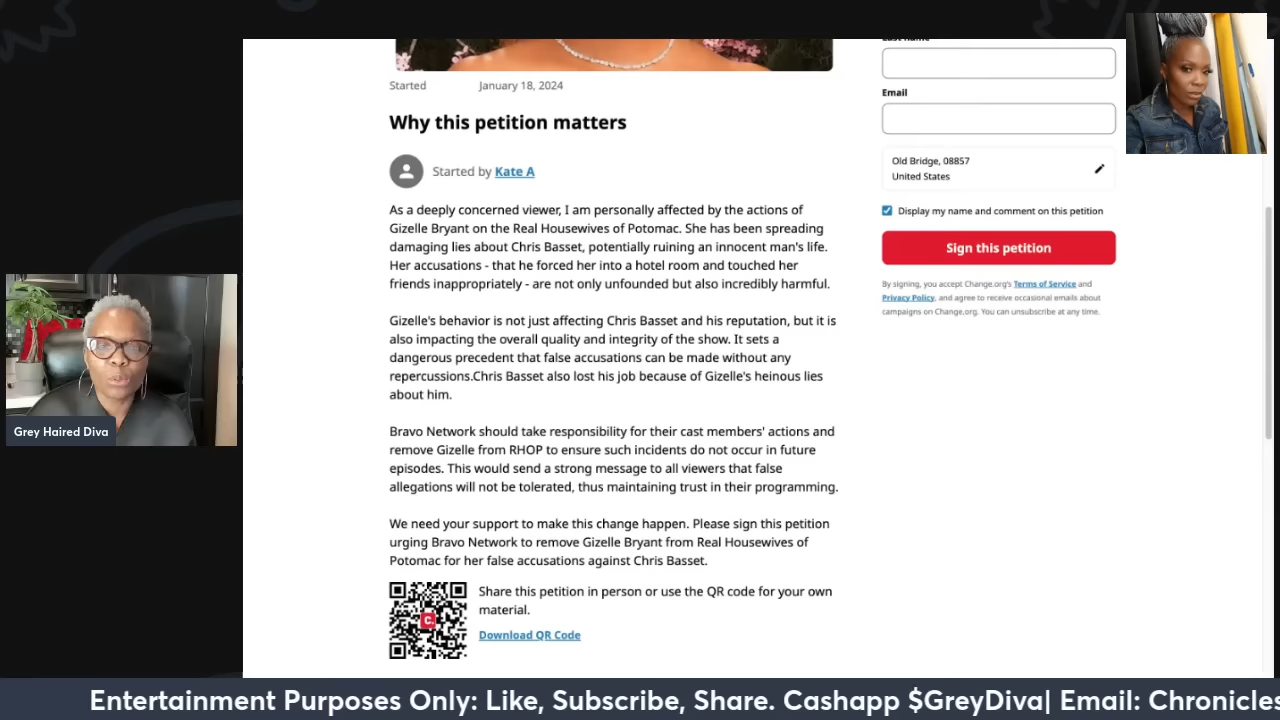 Last name
Started January 18, 2024
Email
Why this petition matters
Started by Kate A
Old Bridge, 08857
United States
Display my name and comment on this petition
Sign this petition
By signing, you accept Change.org's Terms of Service and
Privacy Policy, and agree to receive occasional emails about
campaigns on Change.org. You can unsubscribe at any time.
As a deeply concerned viewer, I am personally affected by the actions of
Gizelle Bryant on the Real Housewives of Potomac. She has been spreading
damaging lies about Chris Basset, potentially ruining an innocent man's life.
Her accusations - that he forced her into a hotel room and touched her
friends inappropriately - are not only unfounded but also incredibly harmful.
Gizelle's behavior is not just affecting Chris Basset and his reputation, but it is
also impacting the overall quality and integrity of the show. It sets a
dangerous precedent that false accusations can be made without any
repercussions.Chris Basset also lost his job because of Gizelle's heinous lies
about him.
Bravo Network should take responsibility for their cast members' actions and
remove Gizelle from RHOP to ensure such incidents do not occur in future
episodes. This would send a strong message to all viewers that false
allegations will not be tolerated, thus maintaining trust in their programming.
We need your support to make this change happen. Please sign this petition
urging Bravo Network to remove Gizelle Bryant from Real Housewives of
Potomac for her false accusations against Chris Basset.
C.
Share this petition in person or use the QR code for your own
material.
Download QR Code
Grey Haired Diva
Entertainment Purposes Only: Like, Subscribe, Share. Cashapp $GreyDiva| Email: Chronicles